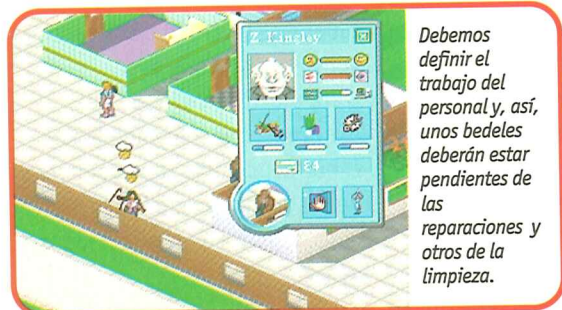 Z Kingley
84
Debemos
definir el
trabajo del
personal y, así,
unos bedeles
deberán estar
pendientes de
las
reparaciones y
otros de la
limpieza.